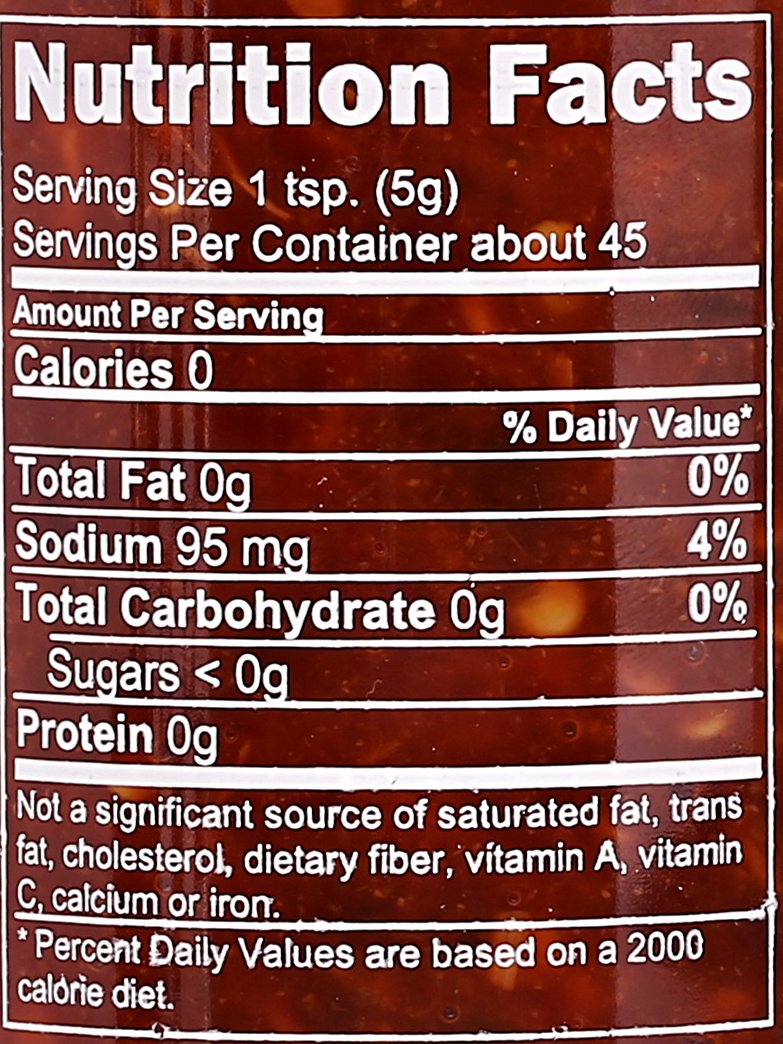 Nutrition Facts
Serving Size 1 tsp. (5g)
Servings Per Container about 45
Amount Per Serving
Calories 0
% Daily Value*
Total Fat 0g 0%
Sodium 95 mg 4%
Total Carbohydrate 0g 0%
Sugars < 0g
Protein 0g
Not a significant source of saturated fat, trans
fat, cholesterol, dietary fiber, vitamin A, vitamin
C, calcium or iron.
* Percent Daily Values are based on a 2000
calorie diet.